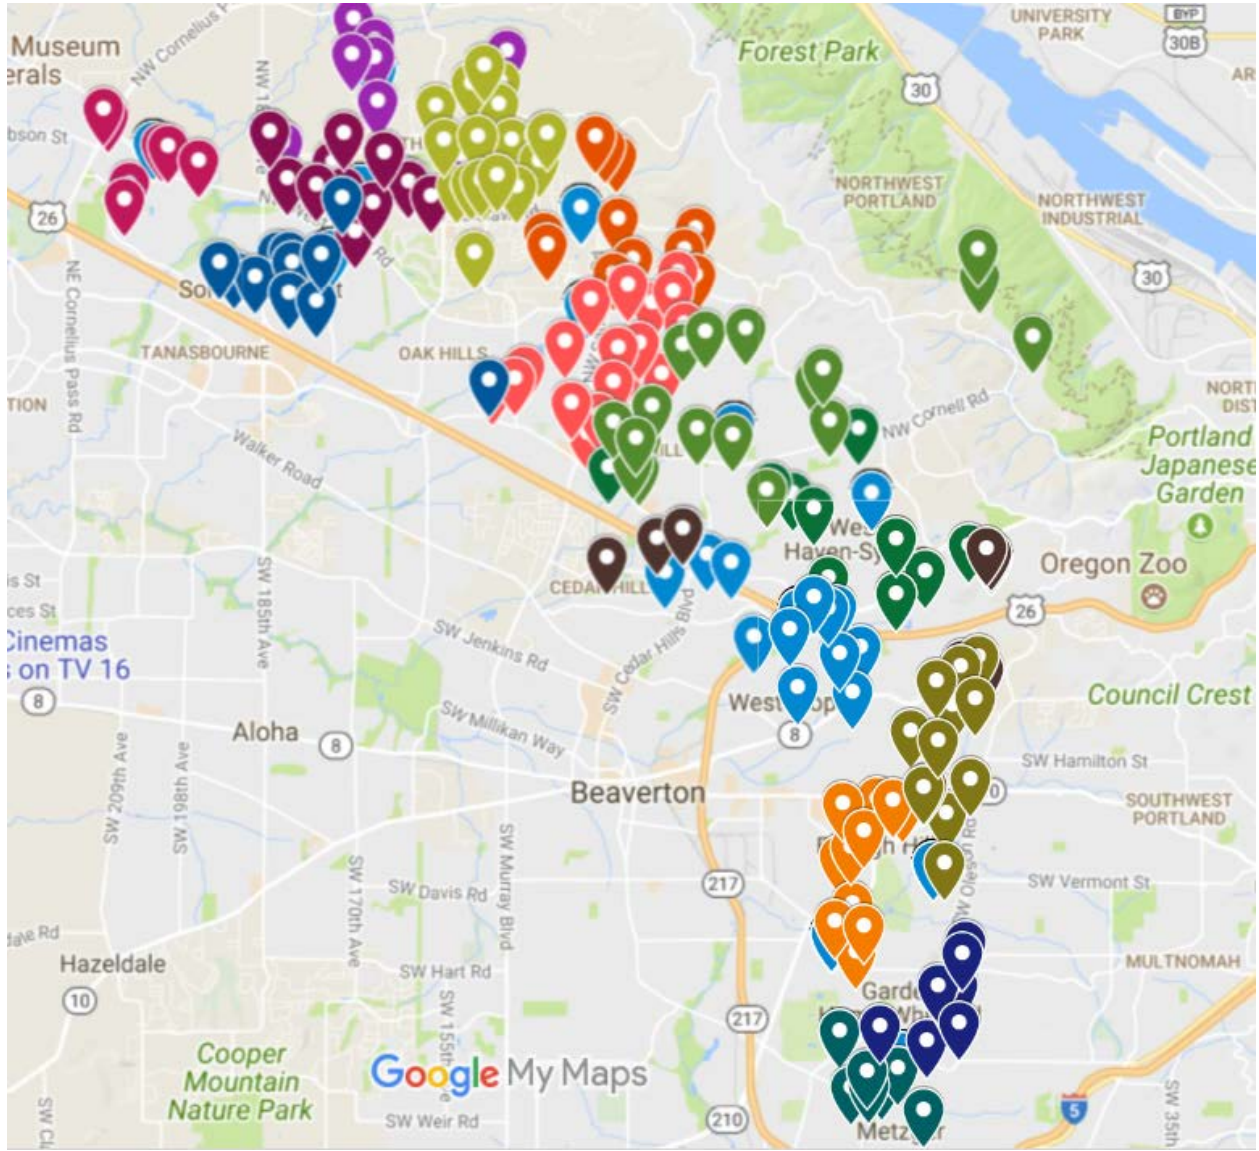 UNIVERSITY
PARK
BYP
30B
Museum
erals
NW Cornelius
Forest Park
30
bson St
NORTHWEST
PORTLAND
NORTHWEST
INDUSTRIAL
26
30
Rd
NE Cornelius Pass Rd
TANASBOURNE
OAK HILLS
TION
NW Cornell Rd
Walker Road
Portland
Japanese
Garden
Haven-Sy
Oregon Zoo
CEDAR HILL
is St
ces St
26
SW 185th Ave
SW Jenkins Rd
SW Cedar Hills Blvd
Cinemas
s on TV 16
8
Council Crest
Aloha
8
SW Millikan Way
8
SW Hamilton St
SW 209th Ave
SW 198th Ave
Beaverton
SOUTHWEST
PORTLAND
SW Murray Blvd
SW Oleson Rd
217
SW Davis Rd
SW Vermont St
SW 170th Ave
Hazeldale
10
SW Hart Rd
MULTNOMAH
217
Cooper
Mountain
Nature Park
SW 155th
Google My Maps
SW Weir Rd
210
5
SW 35th